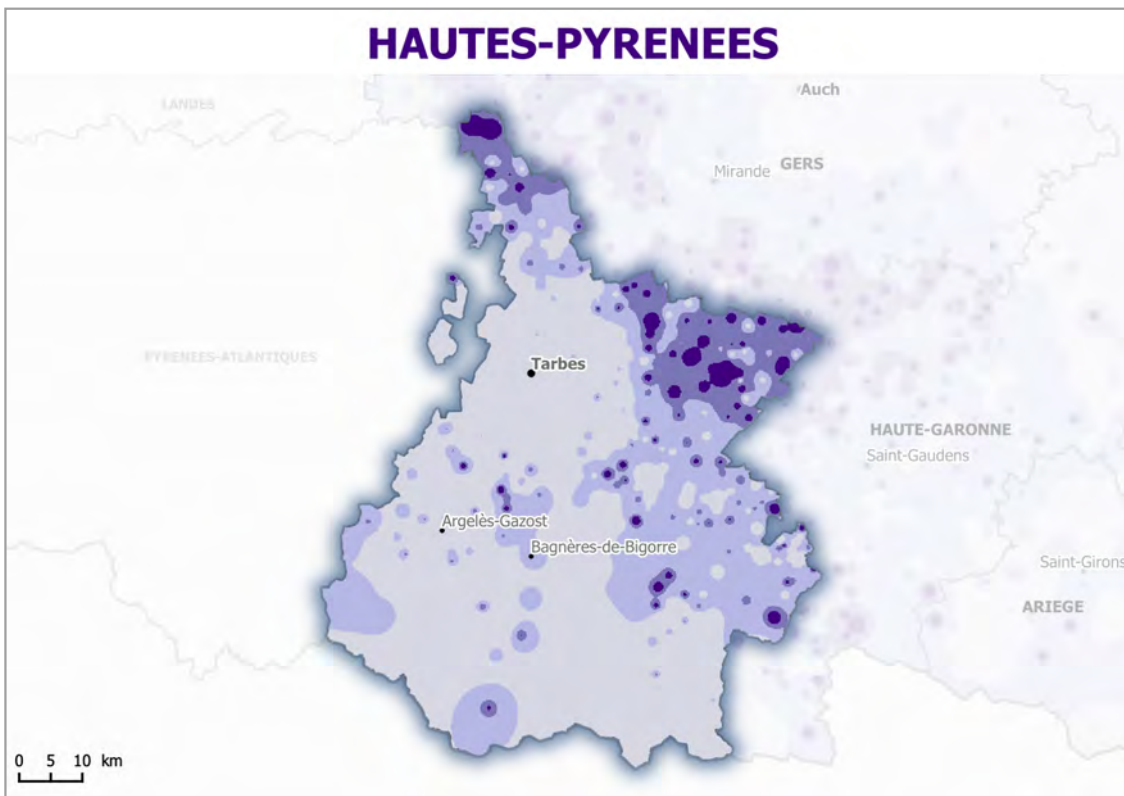 HAUTES-PYRENEES
Auch
LANDES
Mirande
GERS
PYRENEES-ATLANTIQUES
Tarbes
HAUTE-GARONNE
Saint-Gaudens
Argelès-Gazost
Bagnères-de-Bigorre
Saint-Girons
ARIEGE
0 5 10 km